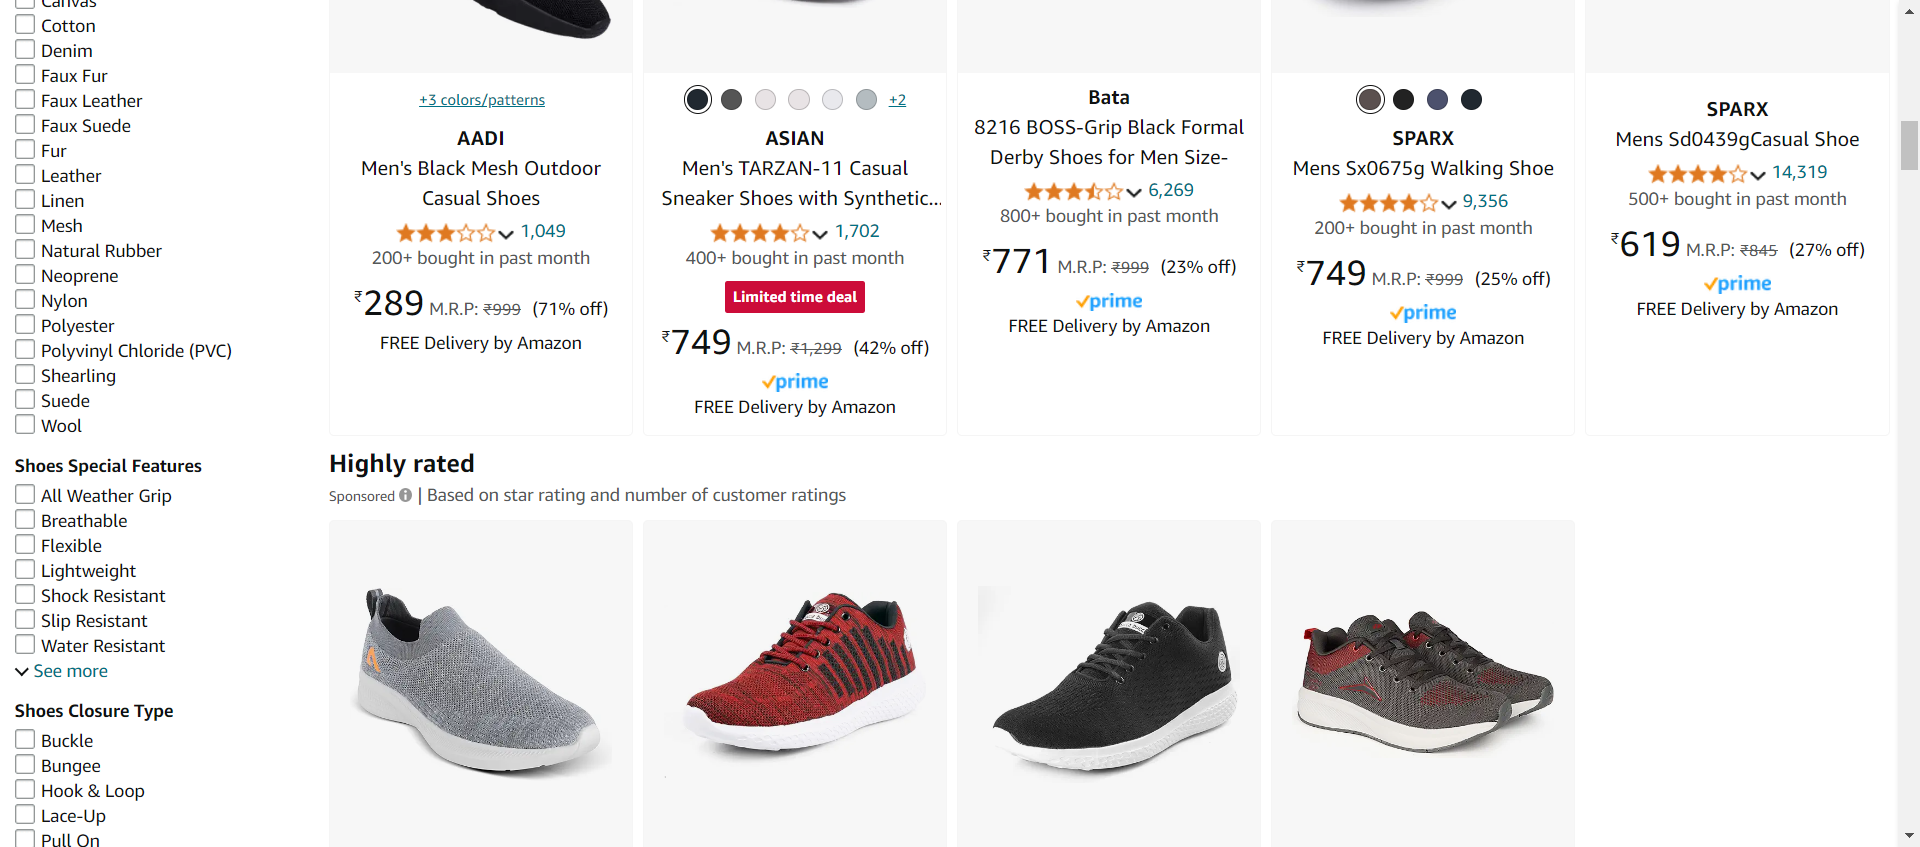 Canvas
Cotton
Denim
Faux Fur
Faux Leather
Faux Suede
Fur
Leather
Linen
Mesh
Natural Rubber
Neoprene
Nylon
Polyester
Polyvinyl Chloride (PVC)
Shearling
Suede
Wool
Shoes Special Features
All Weather Grip
Breathable
Flexible
Lightweight
Shock Resistant
Slip Resistant
Water Resistant
See more
Shoes Closure Type
Buckle
Bungee
Hook & Loop
Lace-Up
Pull On
+3 colors/patterns
AADI
Men's Black Mesh Outdoor
Casual Shoes
1,049
200+ bought in past month
₹289 M.R.P: ₹999 (71% off)
FREE Delivery by Amazon
+2
ASIAN
Men's TARZAN-11 Casual
Sneaker Shoes with Synthetic...
1,702
400+ bought in past month
Limited time deal
₹749 M.R.P: ₹1,299 (42% off)
prime
FREE Delivery by Amazon
Bata
8216 BOSS-Grip Black Formal
Derby Shoes for Men Size-
6,269
800+ bought in past month
₹771 M.R.P: ₹999 (23% off)
prime
FREE Delivery by Amazon
SPARX
Mens Sx0675g Walking Shoe
9,356
200+ bought in past month
₹749 M.R.P: ₹999 (25% off)
prime
FREE Delivery by Amazon
SPARX
Mens Sd0439gCasual Shoe
14,319
500+ bought in past month
₹619 M.R.P: ₹845 (27% off)
prime
FREE Delivery by Amazon
Highly rated
Sponsored | Based on star rating and number of customer ratings